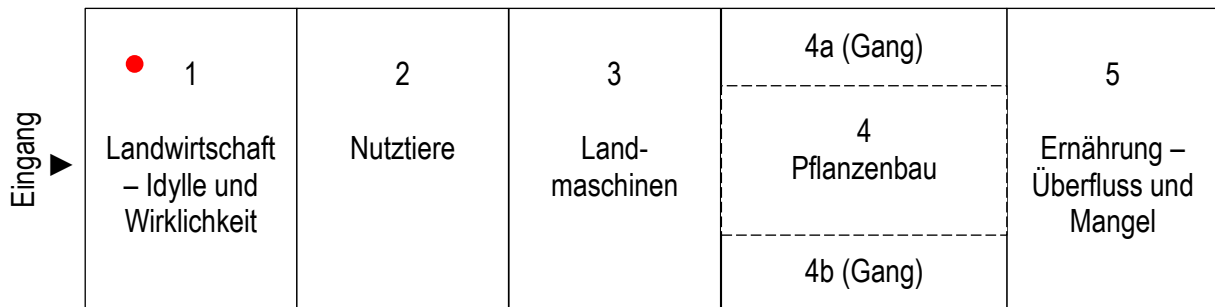 Eingang
1
Landwirtschaft
– Idylle und
Wirklichkeit
2
Nutztiere
3
Land-
maschinen
4a (Gang)
4
Pflanzenbau
4b (Gang)
5
Ernährung –
Überfluss und
Mangel